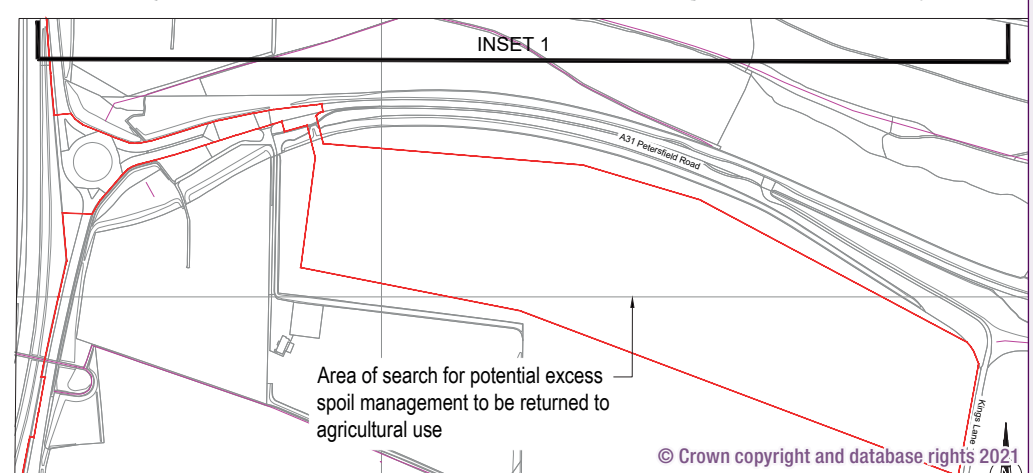 INSET 1
A31 Petersfield Road
Area of search for potential excess
spoil management to be returned to
agricultural use
Kings Lane
© Crown copyright and database rights 2021